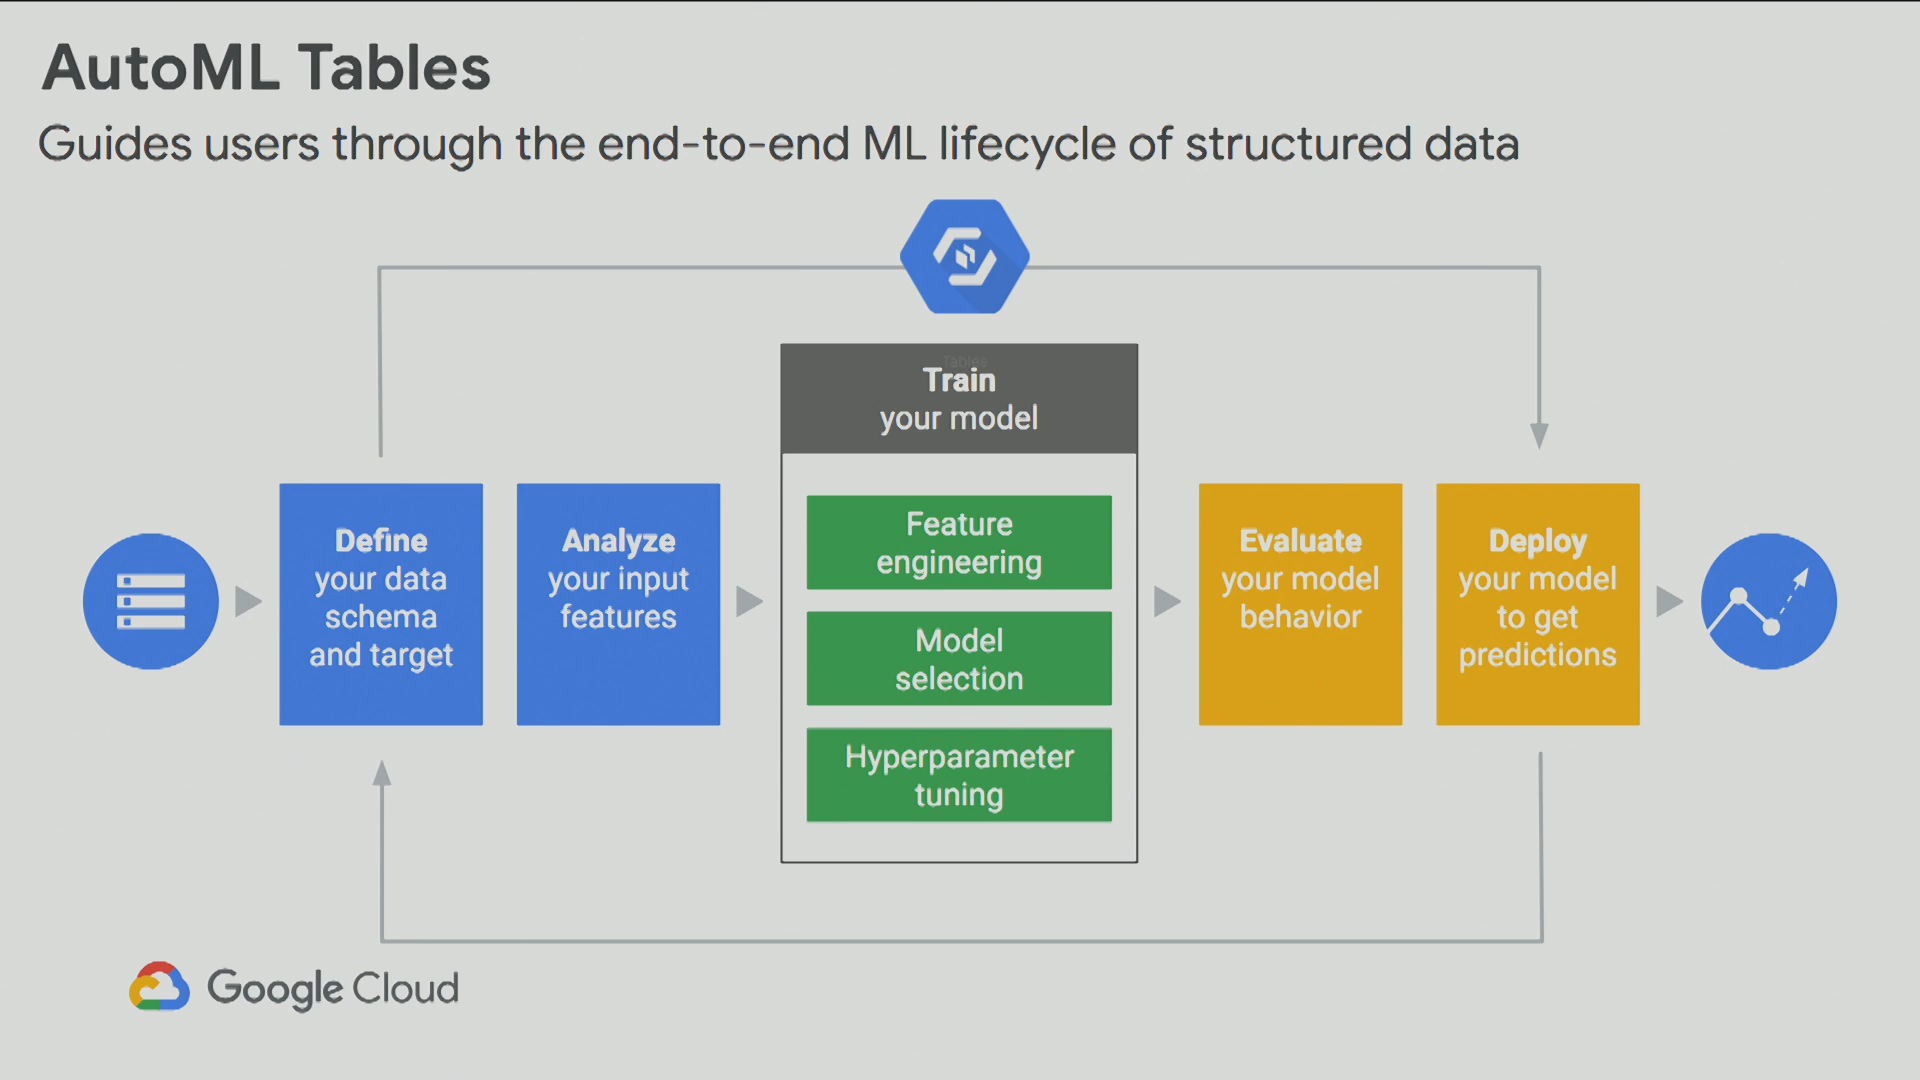 AutoML Tables
Guides users through the end-to-end ML lifecycle of structured data
Tables
Train
your model
Define
your data
schema
and target
Analyze
your input
features
Feature
engineering
Model
selection
Hyperparameter
tuning
Evaluate
your model
behavior
Deploy
your model
to get
predictions
Google Cloud